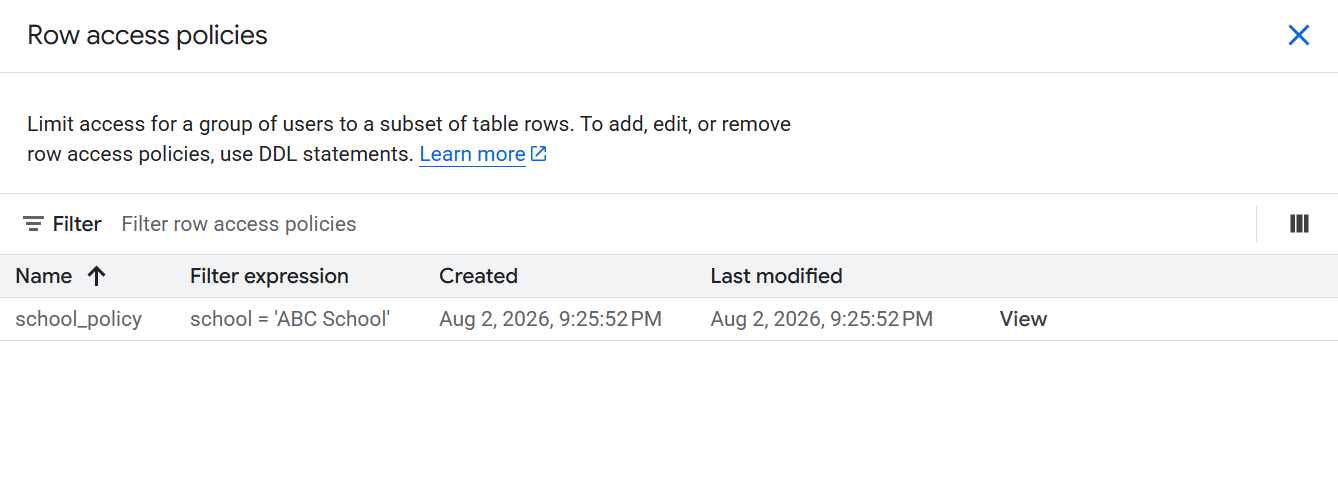 Row access policies
Limit access for a group of users to a subset of table rows. To add, edit, or remove
row access policies, use DDL statements. Learn more
Filter Filter row access policies
Name Filter expression Created Last modified
school_policy school = 'ABC School' Aug 2, 2026, 9:25:52 PM Aug 2, 2026, 9:25:52 PM View